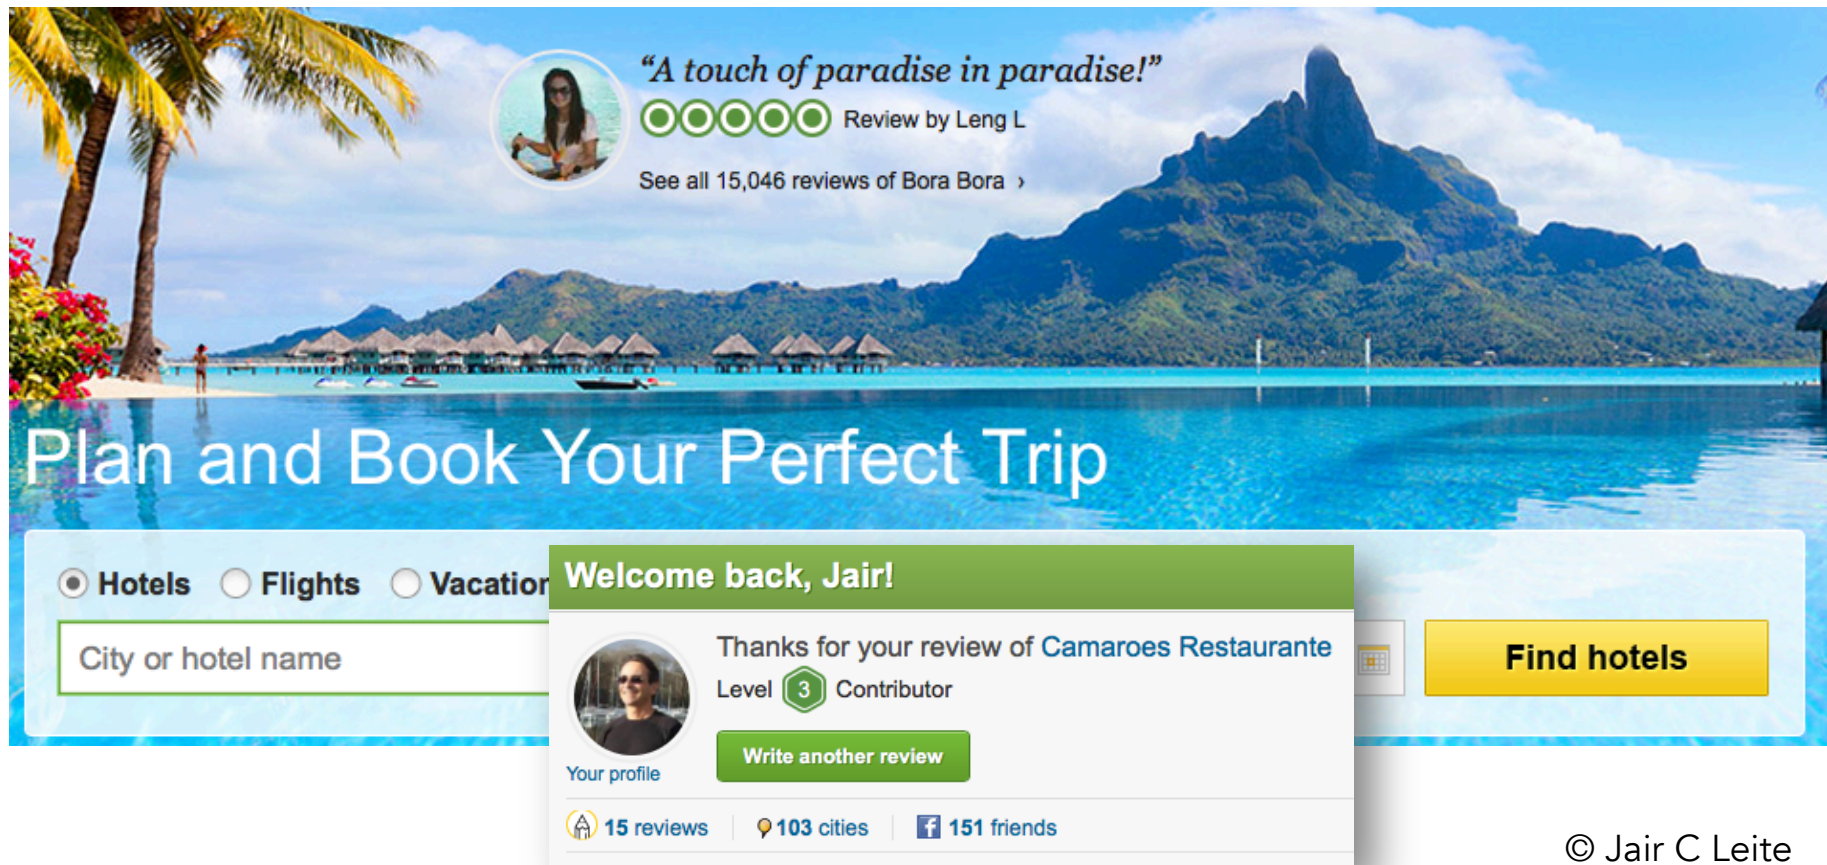 “A touch of paradise in paradise!”
Review by Leng L
See all 15,046 reviews of Bora Bora ›
Plan and Book Your Perfect Trip
Hotels Flights Vacation
City or hotel name
Find hotels
Welcome back, Jair!
Thanks for your review of Camaroes Restaurante
Level 3 Contributor
Write another review
Your profile
15 reviews 103 cities f 151 friends
© Jair C Leite